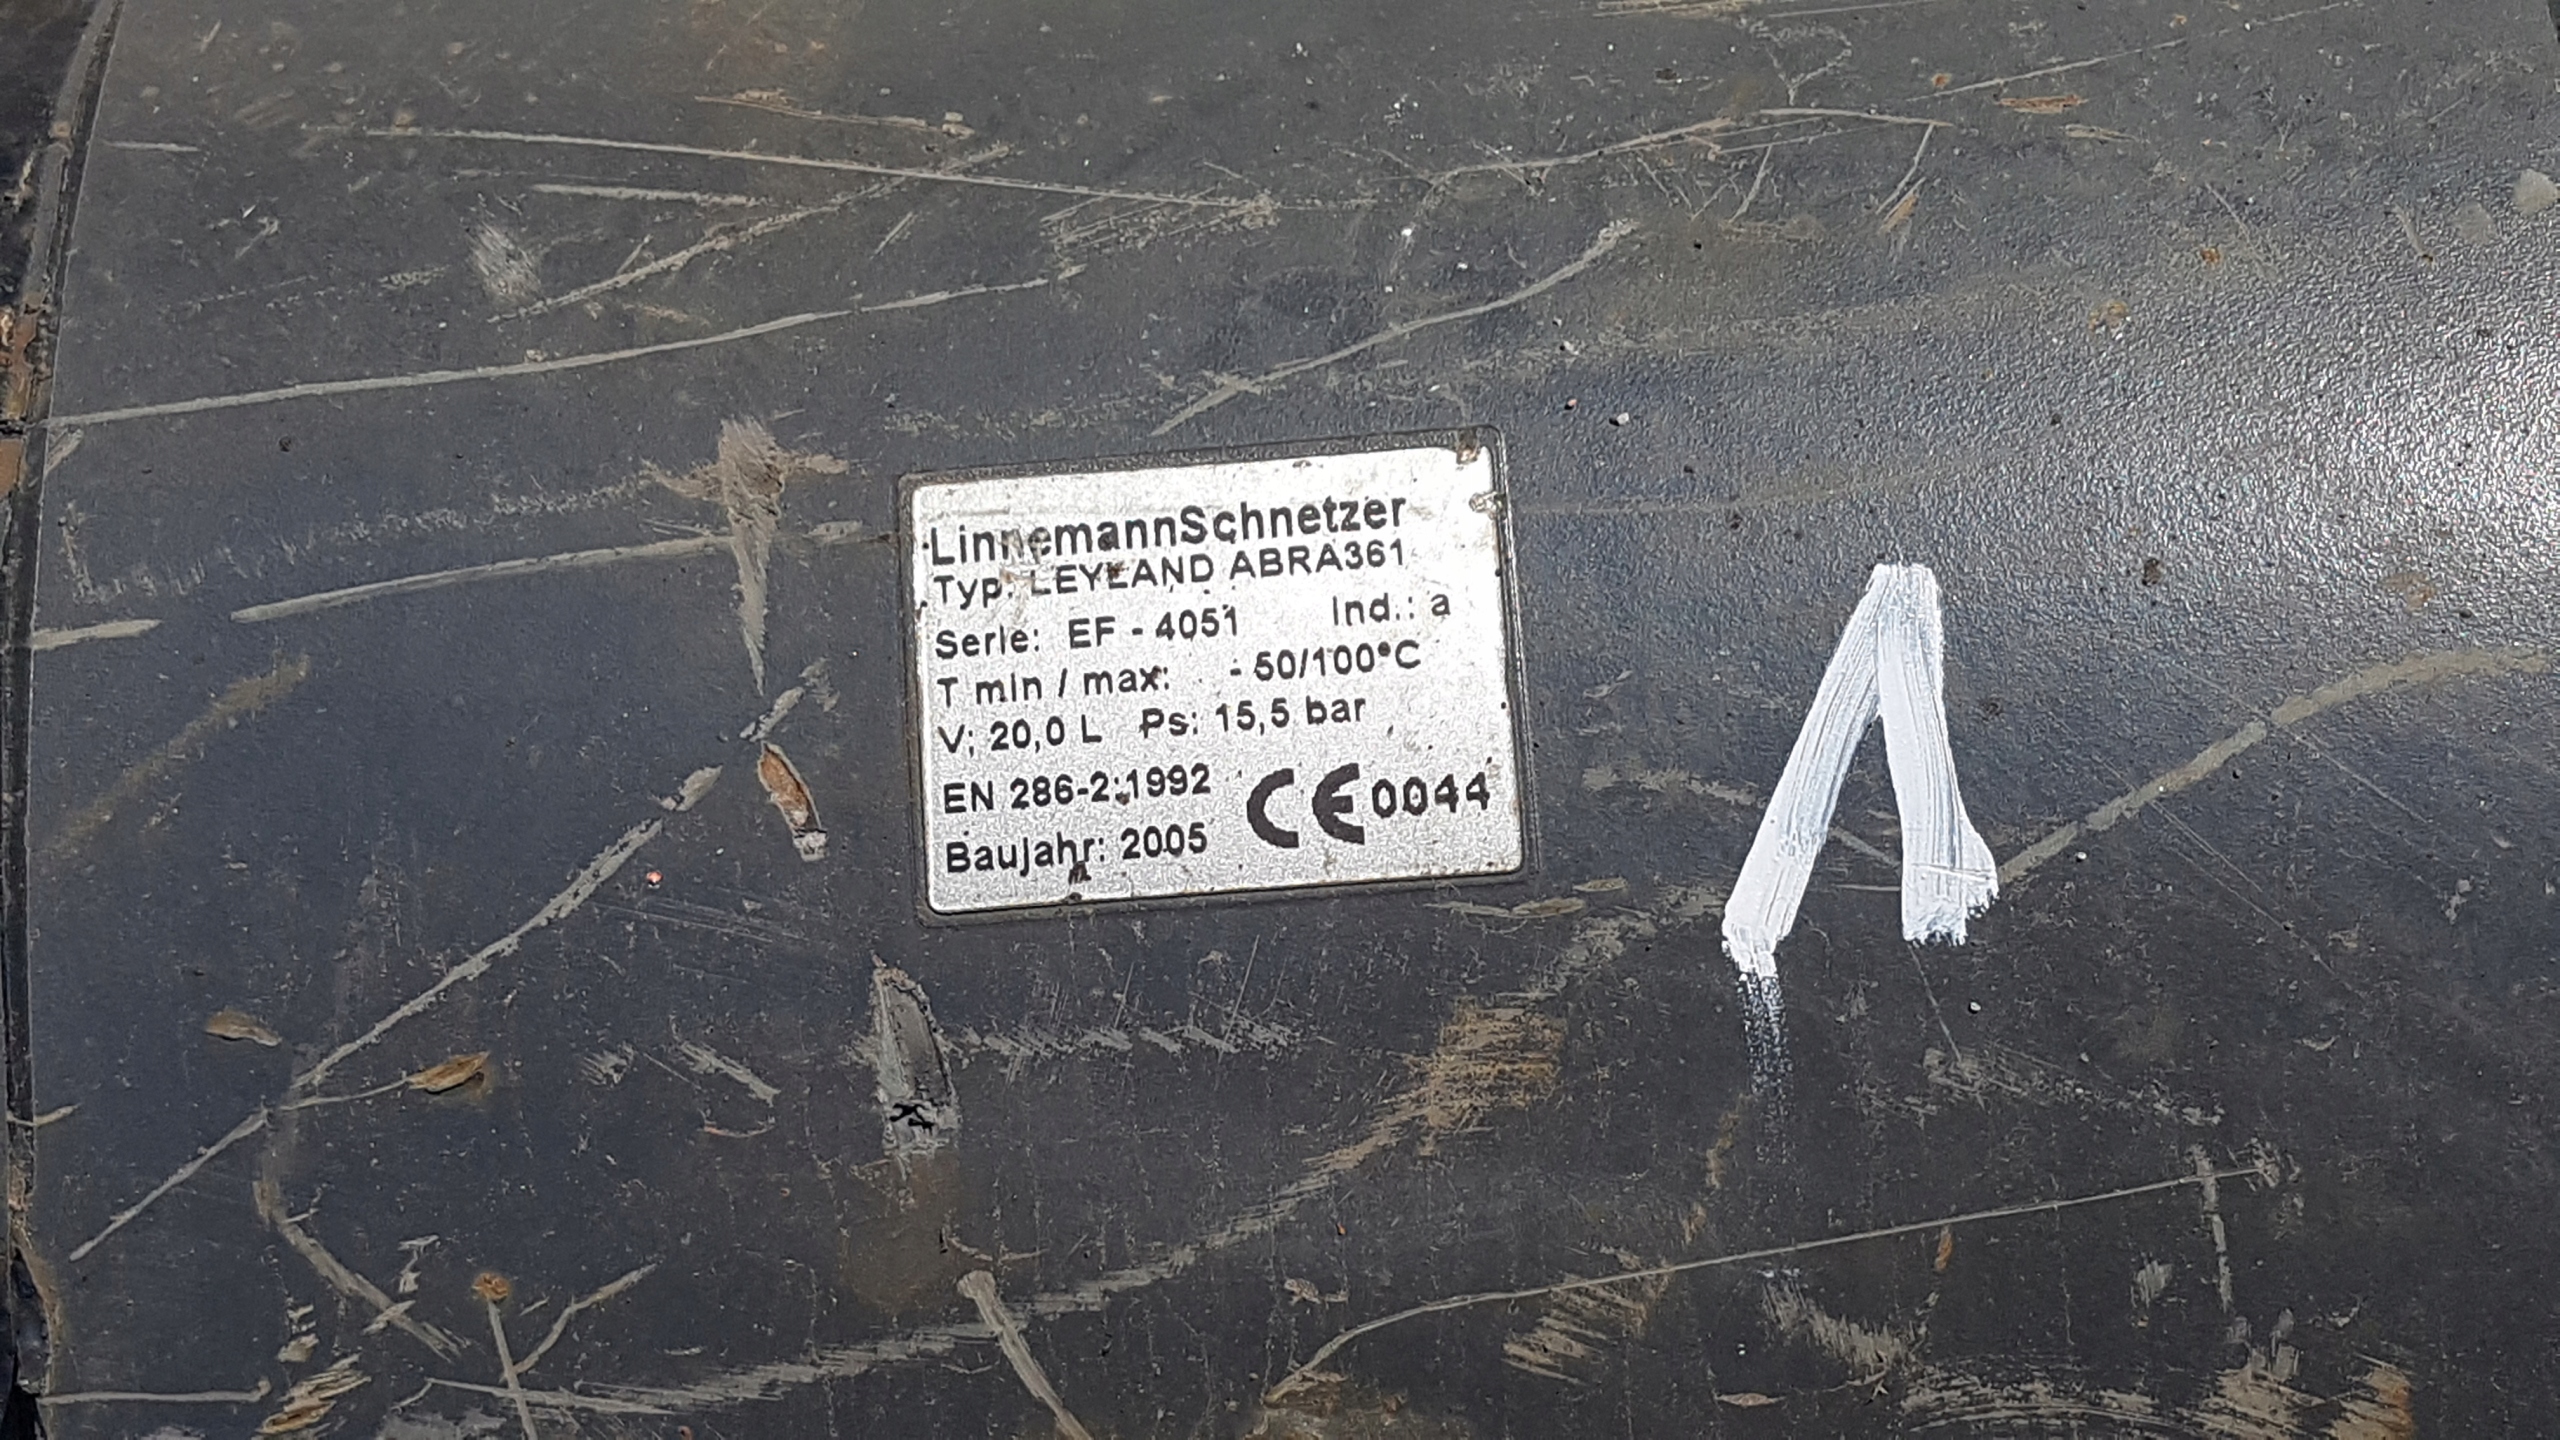 LinnemannSchnetzer
Typ: LEYLAND ABRA361
Serie: EF - 4051 Ind.: a
T min / max: - 50/100°C
V: 20,0 L Ps: 15,5 bar
EN 286-2:1992 CE 0044
Baujahr: 2005